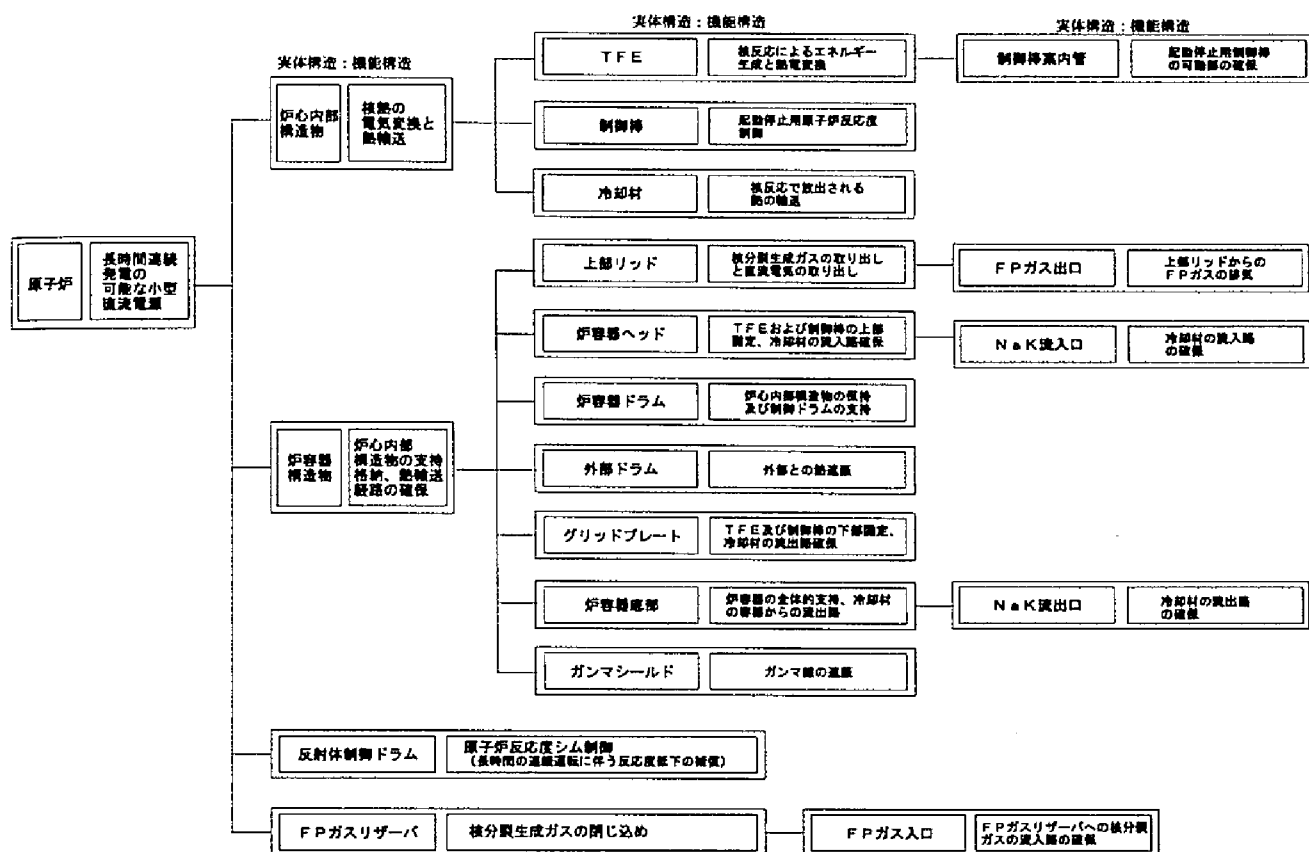 実体構造：機能構造
実体構造：機能構造
実体構造：機能構造
TFE
核反応によるエネルギー
生成と熱電変換
制御棒案内管
起動停止用制御棒
の可動部の確保
炉心内部
構造物
核熱の
電気変換と
熱輸送
制御棒
起動停止用原子炉反応度
制御
冷却材
核反応で放出される
熱の輸送
原子炉
長時間連続
発電の
可能な小型
直流電源
上部リッド
核分裂生成ガスの取り出し
と直流電気の取り出し
FPガス出口
上部リッドからの
FPガスの排気
炉容器ヘッド
TFEおよび制御棒の上部
固定、冷却材の流入路確保
NaK流入口
冷却材の流入路
の確保
炉容器ドラム
炉心内部構造物の保持
及び制御ドラムの支持
炉容器
構造物
炉心内部
構造物の支持
格納、熱輸送
経路の確保
外部ドラム
外部との熱遮蔽
グリッドプレート
TFE及び制御棒の下部固定、
冷却材の流出路確保
炉容器底部
炉容器の全体的支持、冷却材
の容器からの流出路
NaK流出口
冷却材の流出路
の確保
ガンマシールド
ガンマ線の遮蔽
反射体制御ドラム
原子炉反応度シム制御
（長時間の連続運転に伴う反応度低下の補償）
FPガスリザーバ
核分裂生成ガスの閉じ込め
FPガス入口
FPガスリザーバへの核分裂
ガスの流入路の確保